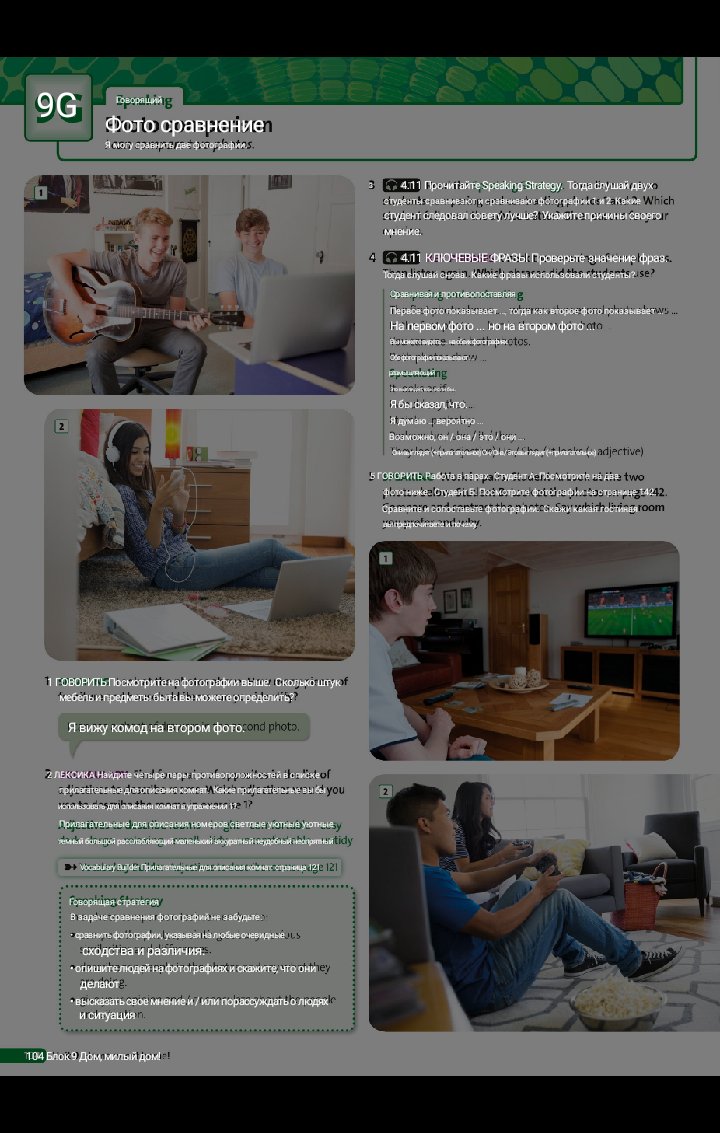 9G
Говорящий
Фото сравнение
Я могу сравнить две фотографии.
1
2
1 ГОВОРИТЬ Посмотрите на фотографии выше. Сколько штук
мебель и предметы быта вы можете определить?
Я вижу комод на втором фото.
2 ЛЕКСИКА Найдите четыре пары противоположностей в списке
прилагательные для описания комнат. Какие прилагательные вы бы
использовать для описания комнат в упражнении 1?
Прилагательные для описания номеров светлые уютные уютные
темный большой расслабляющий маленький аккуратный неудобный неопрятный
Vocabulary Builder Прилагательные для описания комнат: страница 121
Говорящая стратегия
В задаче сравнения фотографий не забудьте:
• сравнить фотографии, указывая на любые очевидные
сходства и различия.
• опишите людей на фотографиях и скажите, что они
делают
• высказать свое мнение и / или порассуждать о людях
и ситуация
104 Блок 9 Дом, милый дом!
3 4.11 Прочитайте Speaking Strategy. Тогда слушай двух
студенты сравнивают и сравнивают фотографии 1 и 2. Какие
студент следовал совету лучше? Укажите причины своего
мнение.
4 4.11 КЛЮЧЕВЫЕ ФРАЗЫ Проверьте значение фраз.
Тогда слушай снова. Какие фразы использовали студенты?
Сравнивая и противопоставляя
Первое фото показывает ..., тогда как второе фото показывает ...
На первом фото ... но на втором фото
Вы можете видеть ... на обеих фотографиях
Обе фотографии показывают
размышляющий
Я бы сказал, что.
Я думаю ... вероятно ...
Возможно, он / она / это / они ...
Они выглядят (+ прилагательное) Он / Она / это выглядит (+ прилагательное)
5 ГОВОРИТЬ Работа в парах. Студент А: Посмотрите на два
фото ниже. Студент Б: Посмотрите фотографии на странице 142.
Сравните и сопоставьте фотографии. Скажи какая гостиная
вы предпочитаете и почему.
1
2